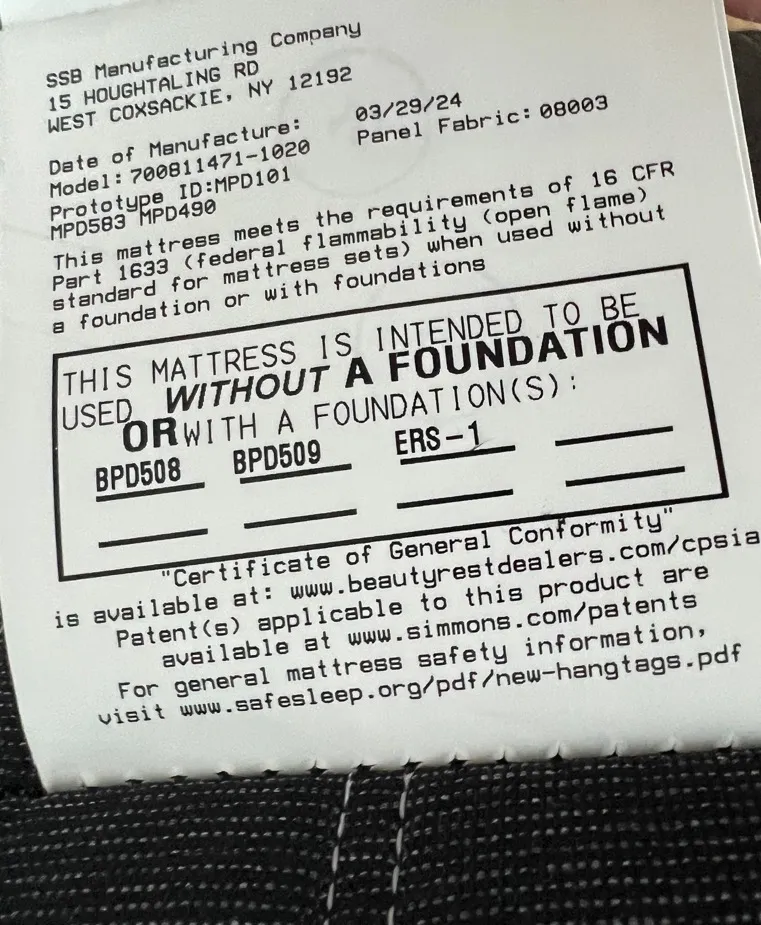 SSB Manufacturing Company
15 HOUGHTALING RD
WEST COXSACKIE, NY 12192
Date of Manufacture: 03/29/24
Model: 700811471-1020 Panel Fabric: 08003
Prototype ID:MPD101
MPD583 MPD490
This mattress meets the requirements of 16 CFR
Part 1633 (federal flammability (open flame)
standard for mattress sets) when used without
a foundation or with foundations
THIS MATTRESS IS INTENDED TO BE
USED WITHOUT A FOUNDATION
OR WITH A FOUNDATION(S):
BPD508 BPD509 ERS-1
"Certificate of General Conformity"
is available at: www.beautyrestdealers.com/cpsia
Patent(s) applicable to this product are
available at www.simmons.com/patents
For general mattress safety information,
visit www.safesleep.org/pdf/new-hangtags.pdf